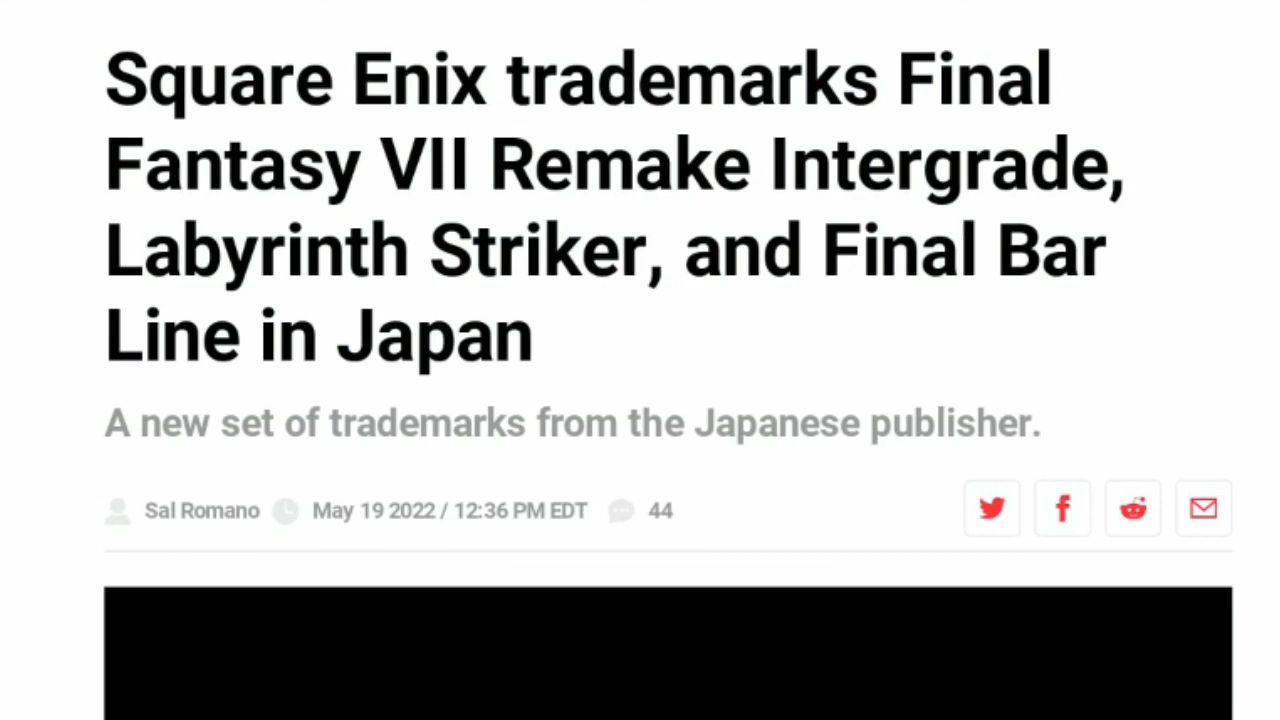 Square Enix trademarks Final
Fantasy VII Remake Intergrade,
Labyrinth Striker, and Final Bar
Line in Japan
A new set of trademarks from the Japanese publisher.
Sal Romano May 19 2022 / 12:36 PM EDT 44